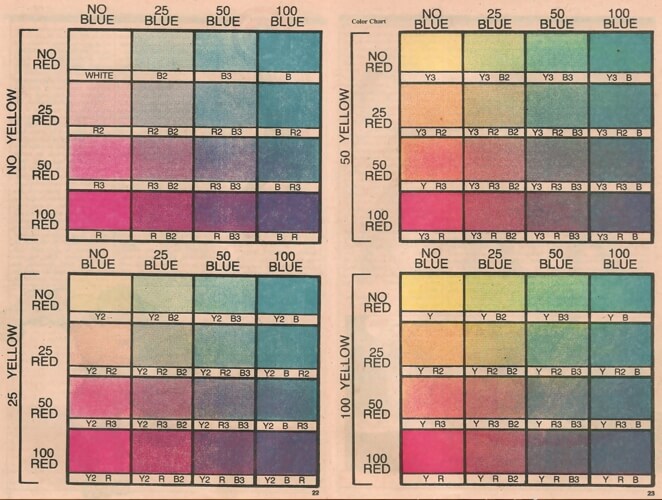 NO BLUE 25 BLUE 50 BLUE 100 BLUE
NO YELLOW
NO RED
WHITE B2 B3 B
25 RED
R2 R2 B2 R2 B3 B R2
50 RED
R3 R3 B2 R3 B3 B R3
100 RED
R R B2 R B3 B R
NO BLUE 25 BLUE 50 BLUE 100 BLUE
25 YELLOW
NO RED
Y2 Y2 B2 Y2 B3 Y2 B
25 RED
Y2 R2 Y2 R2 B2 Y2 R2 B3 Y2 B R2
50 RED
Y2 R3 Y2 R3 B2 Y2 R3 B3 Y2 B R3
100 RED
Y2 R Y2 R B2 Y2 R B3 Y2 B R
22
Color Chart
NO BLUE 25 BLUE 50 BLUE 100 BLUE
50 YELLOW
NO RED
Y3 Y3 B2 Y3 B3 Y3 B
25 RED
Y3 R2 Y3 R2 B2 Y3 R2 B3 Y3 R2 B
50 RED
Y R3 Y3 R3 B2 Y3 R3 B3 Y3 R3 B
100 RED
Y3 R Y3 R B2 Y3 R B3 Y3 R B
NO BLUE 25 BLUE 50 BLUE 100 BLUE
100 YELLOW
NO RED
Y Y B2 Y B3 Y B
25 RED
Y R2 Y R2 B2 Y R2 B3 Y R2 B
50 RED
Y R3 Y R3 B2 Y R3 B3 Y R3 B
100 RED
Y R Y R B2 Y R B3 Y R B
23